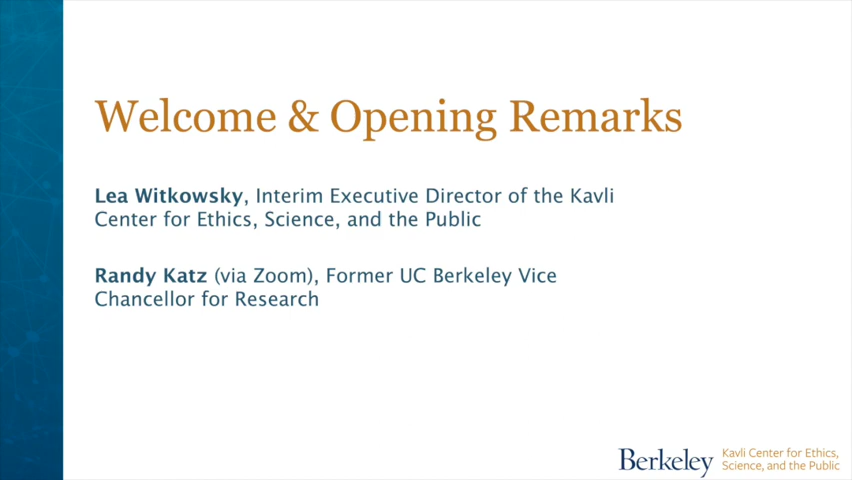 Welcome & Opening Remarks
Lea Witkowsky, Interim Executive Director of the Kavli
Center for Ethics, Science, and the Public
Randy Katz (via Zoom), Former UC Berkeley Vice
Chancellor for Research
Berkeley
Kavli Center for Ethics,
Science, and the Public